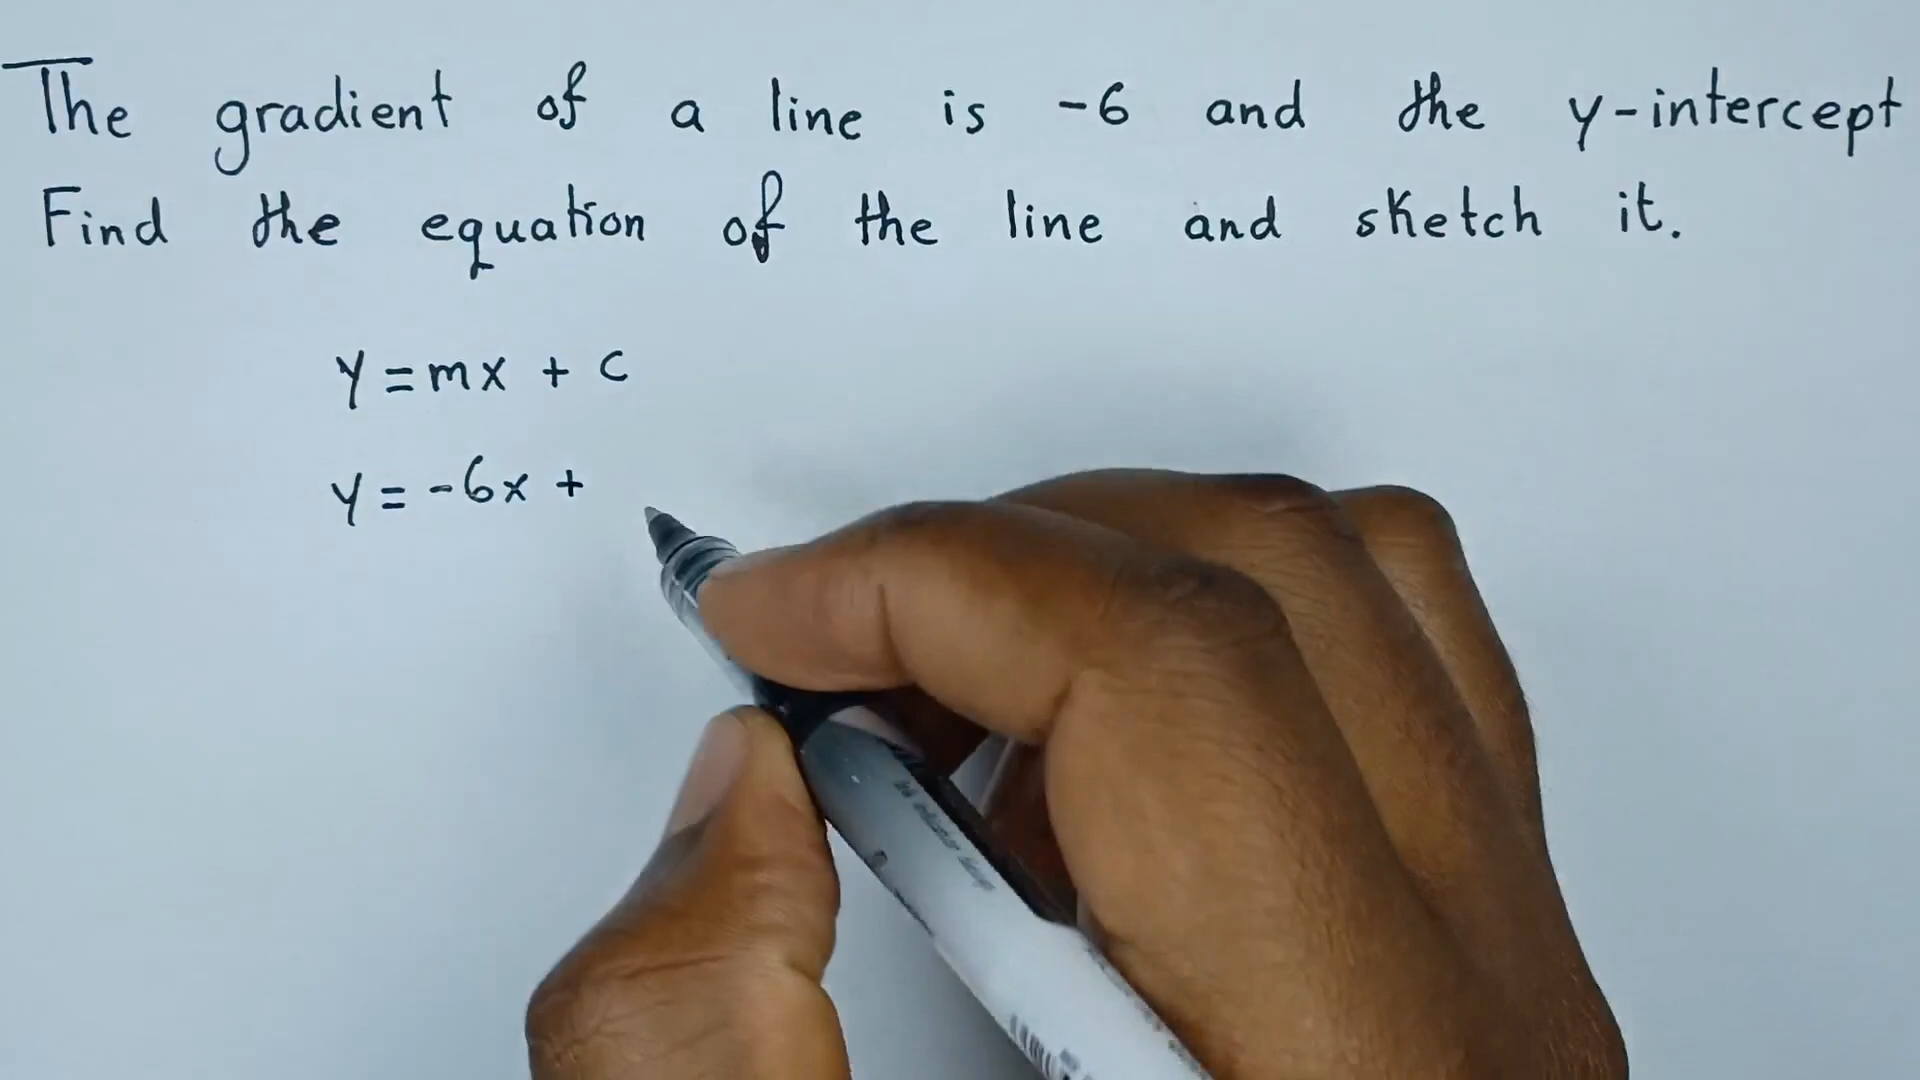 The gradient of a line is -6 and the y-intercept
Find the equation of the line and sketch it.
y = mx + c
y = -6x +